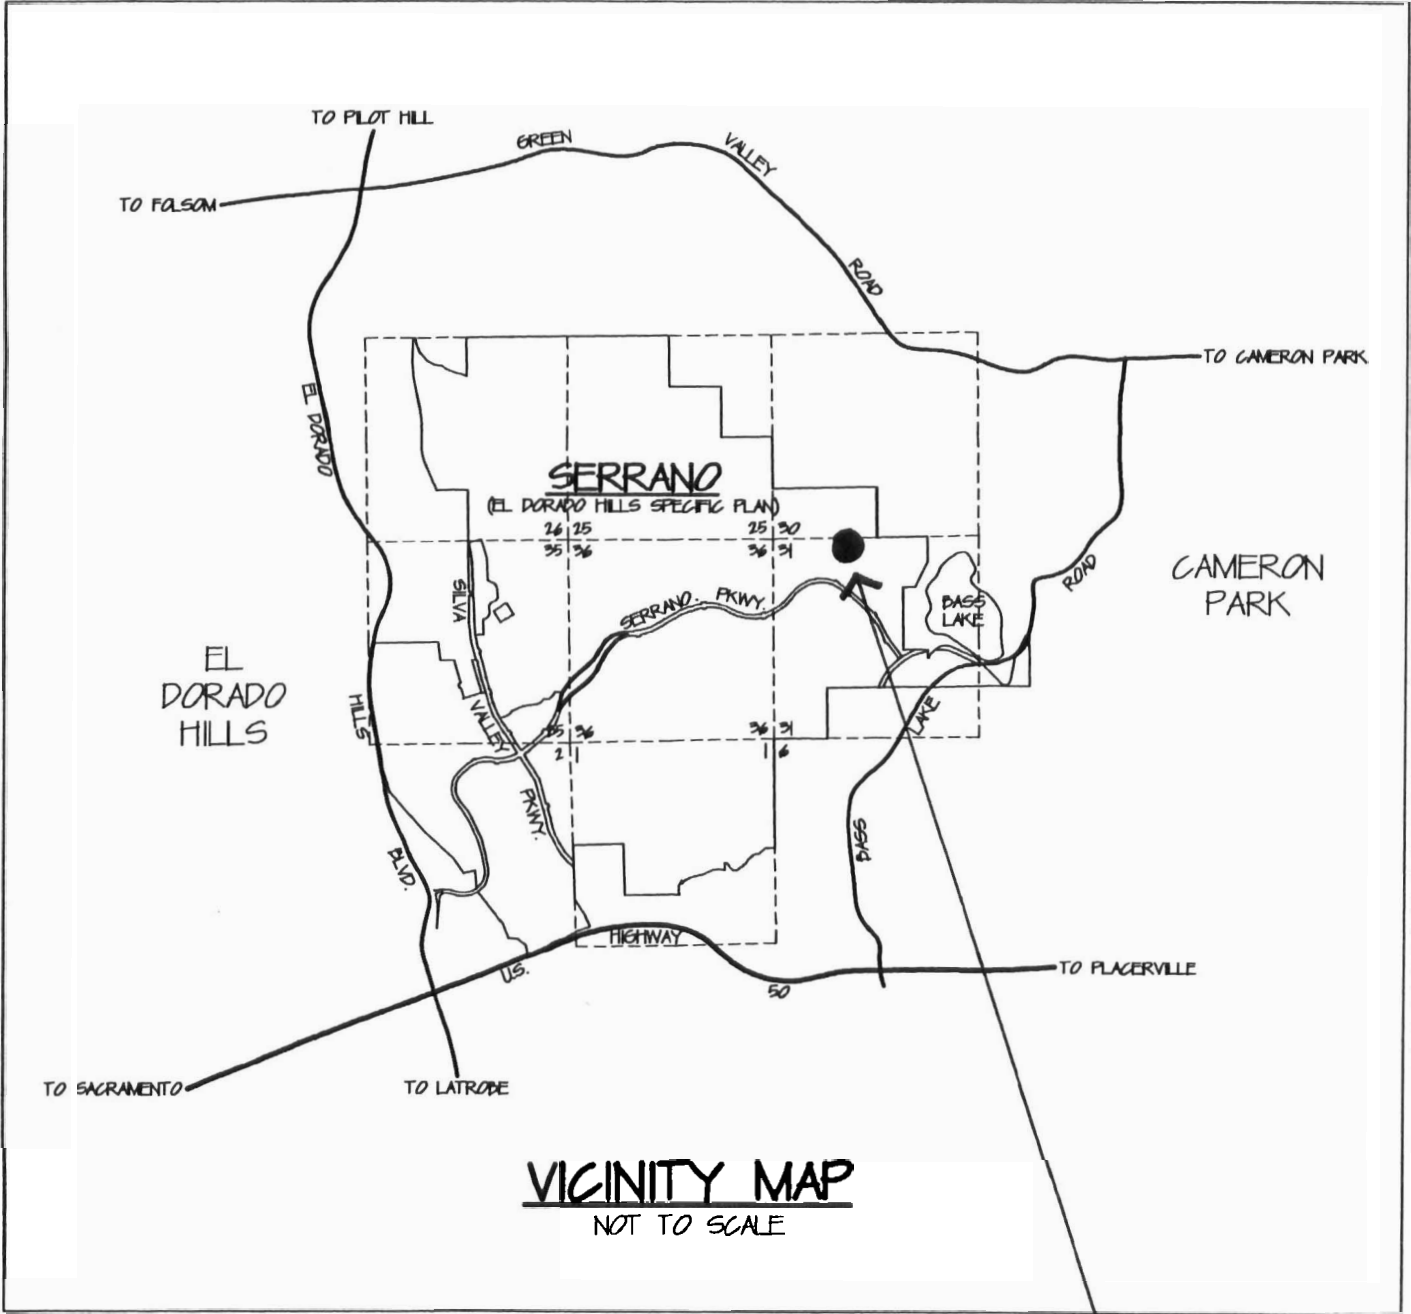 TO PILOT HILL
GREEN
VALLEY
TO FOLSOM
ROAD
TO CAMERON PARK
EL DORADO
SERRANO
(EL DORADO HILLS SPECIFIC PLAN)
26 25
25 30
35 36
36 31
SILVA
SERRANO PKWY.
BASS
LAKE
ROAD
CAMERON
PARK
EL
DORADO
HILLS
HILLS
VALLEY
LAKE
35 36
36 31
2 1
1 6
PKWY.
BASS
BLVD.
HIGHWAY
U.S.
50
TO PLACERVILLE
TO SACRAMENTO
TO LATROBE
VICINITY MAP
NOT TO SCALE